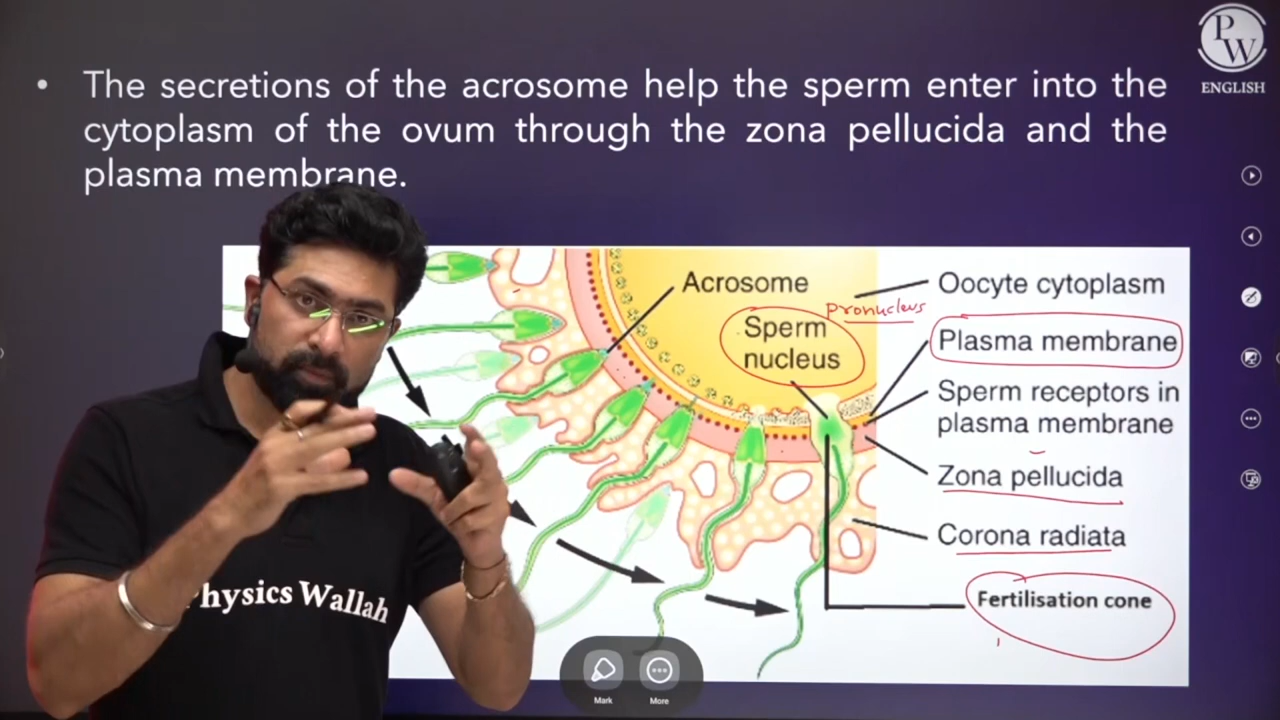 PW
ENGLISH
• The secretions of the acrosome help the sperm enter into the
cytoplasm of the ovum through the zona pellucida and the
plasma membrane.
Acrosome
Oocyte cytoplasm
pronucleus
Sperm
nucleus
Plasma membrane
Sperm receptors in
plasma membrane
Zona pellucida
Corona radiata
Fertilisation cone
Physics Wallah
Mark
More